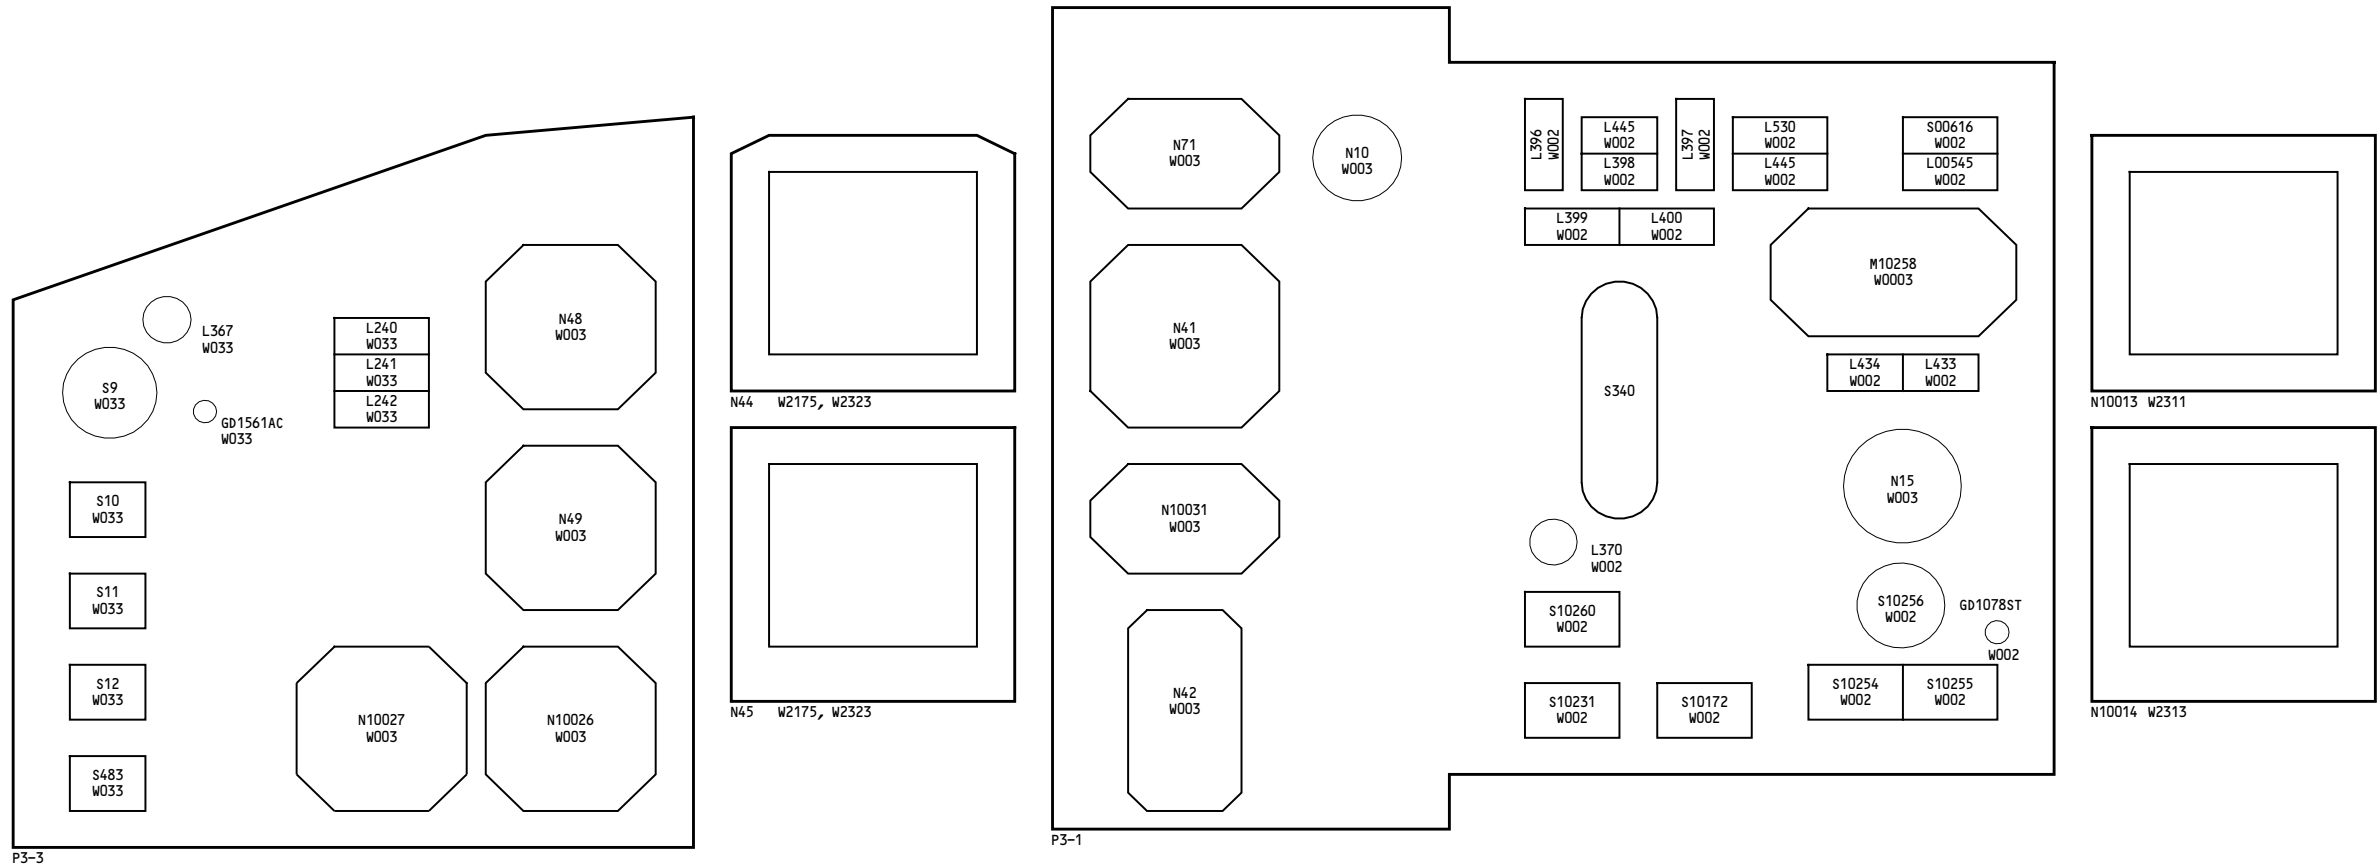 L367
W033
S9
W033
GD1561AC
W033
L240
W033
L241
W033
L242
W033
N48
W003
N49
W003
S10
W033
S11
W033
S12
W033
S483
W033
N10027
W003
N10026
W003
P3-3
N44 W2175, W2323
N45 W2175, W2323
N71
W003
N10
W003
N41
W003
N10031
W003
N42
W003
P3-1
L396
W002
L445
W002
L398
W002
L397
W002
L530
W002
L445
W002
S00616
W002
L00545
W002
L399
W002
L400
W002
M10258
W0003
S340
L434
W002
L433
W002
N15
W003
L370
W002
S10260
W002
S10256
W002
GD1078ST
W002
S10231
W002
S10172
W002
S10254
W002
S10255
W002
N10013 W2311
N10014 W2313